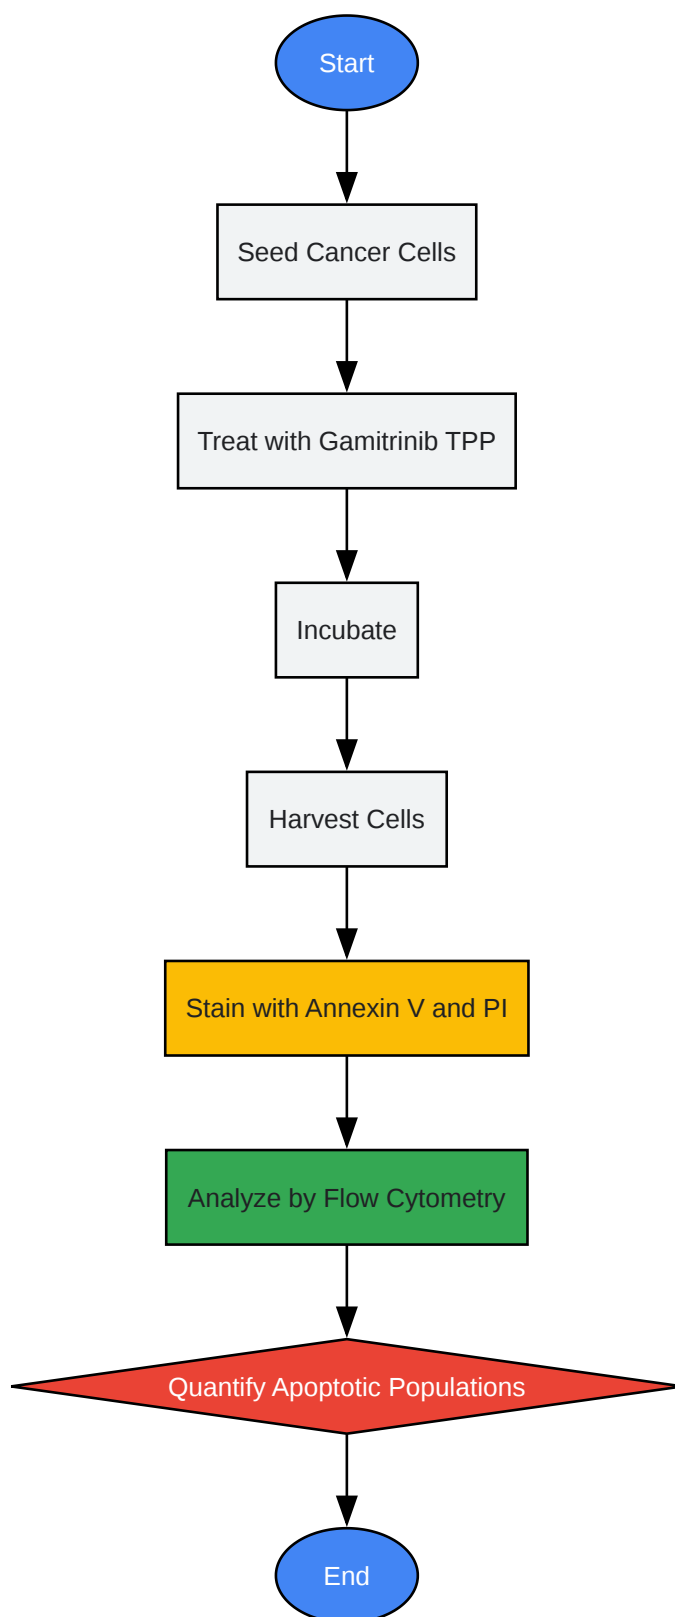 Start
Seed Cancer Cells
Treat with Gamitrinib TPP
Incubate
Harvest Cells
Stain with Annexin V and PI
Analyze by Flow Cytometry
Quantify Apoptotic Populations
End